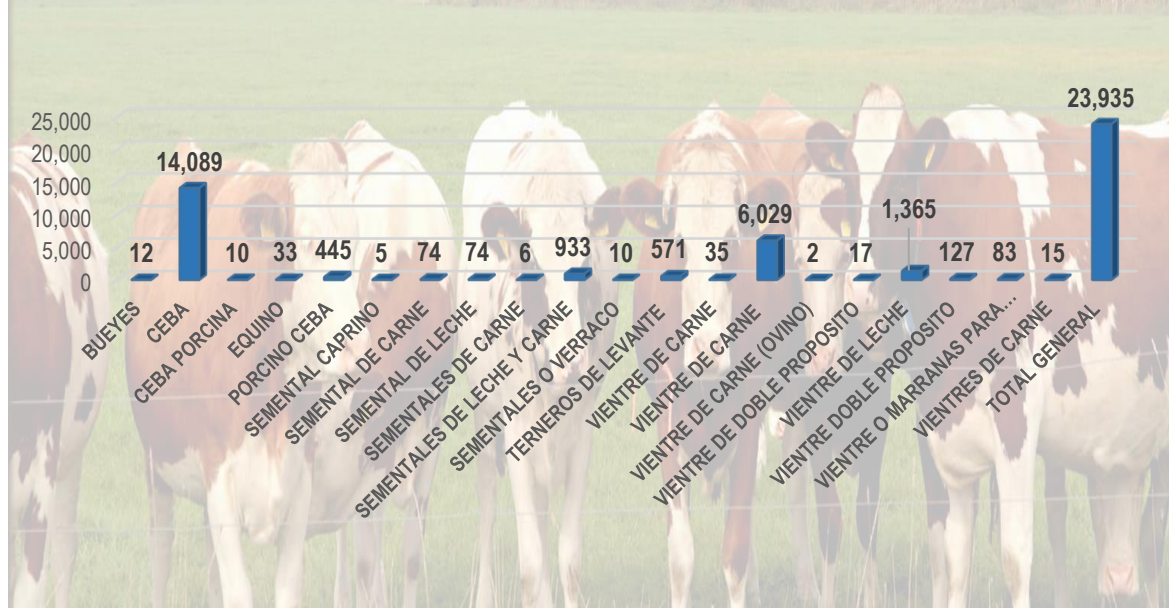 25,000
20,000
15,000
10,000
5,000
0
12
14,089
10
33
445
5
74
74
6
933
10
571
35
6,029
2
17
1,365
127
83
15
23,935
BUEYES
CEBA
CEBA PORCINA
EQUINO
PORCINO CEBA
SEMENTAL CAPRINO
SEMENTAL DE CARNE
SEMENTAL DE LECHE
SEMENTALES DE CARNE
SEMENTALES DE LECHE Y CARNE
SEMENTALES O VERRACO
TERNEROS DE LEVANTE
VIENTRE DE CARNE
VIENTRE DE CARNE
VIENTRE DE CARNE (OVINO)
VIENTRE DE DOBLE PROPOSITO
VIENTRE DE LECHE
VIENTRE DOBLE PROPOSITO
VIENTRE O MARRANAS PARA…
VIENTRES DE CARNE
TOTAL GENERAL